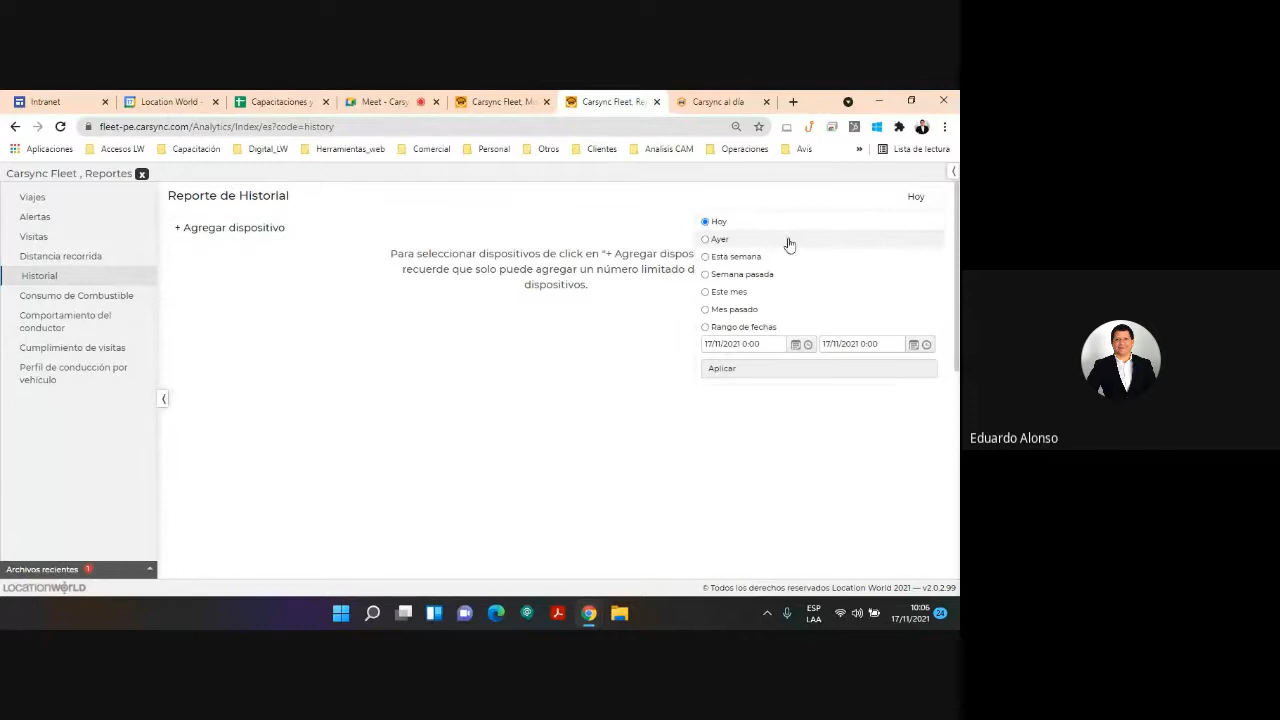 Intranet
Location World -
Capacitaciones y
Meet - Carsy
Carsync Fleet, M
Carsync Fleet, Re
Carsync al día
fleet-pe.carsync.com/Analytics/Index/es?code=history
Aplicaciones
Accesos LW
Capacitación
Digital_LW
Herramientas_web
Comercial
Personal
Otros
Clientes
Analisis CAM
Operaciones
Avis
»
Lista de lectura
Carsync Fleet , Reportes x
Viajes
Alertas
Visitas
Distancia recorrida
Historial
Consumo de Combustible
Comportamiento del
conductor
Cumplimiento de visitas
Perfil de conducción por
vehículo
Archivos recientes 1
LOCATIONWORLD
Reporte de Historial
Hoy
+ Agregar dispositivo
Para seleccionar dispositivos de click en "+ Agregar dispos
recuerde que solo puede agregar un número limitado d
dispositivos.
Hoy
Ayer
Esta semana
Semana pasada
Este mes
Mes pasado
Rango de fechas
17/11/2021 0:00
17/11/2021 0:00
Aplicar
© Todos los derechos reservados Location World 2021 — v2.0.2.99
ESP
LAA
10:06
17/11/2021
24
Eduardo Alonso